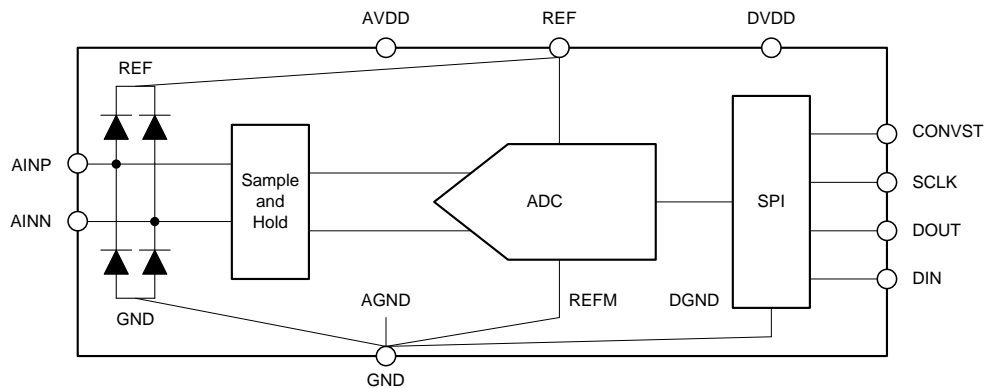 AVDD
REF
DVDD
REF
CONVST
AINP
Sample
and
Hold
ADC
SPI
SCLK
AINN
DOUT
DIN
GND
AGND
REFM
DGND
GND